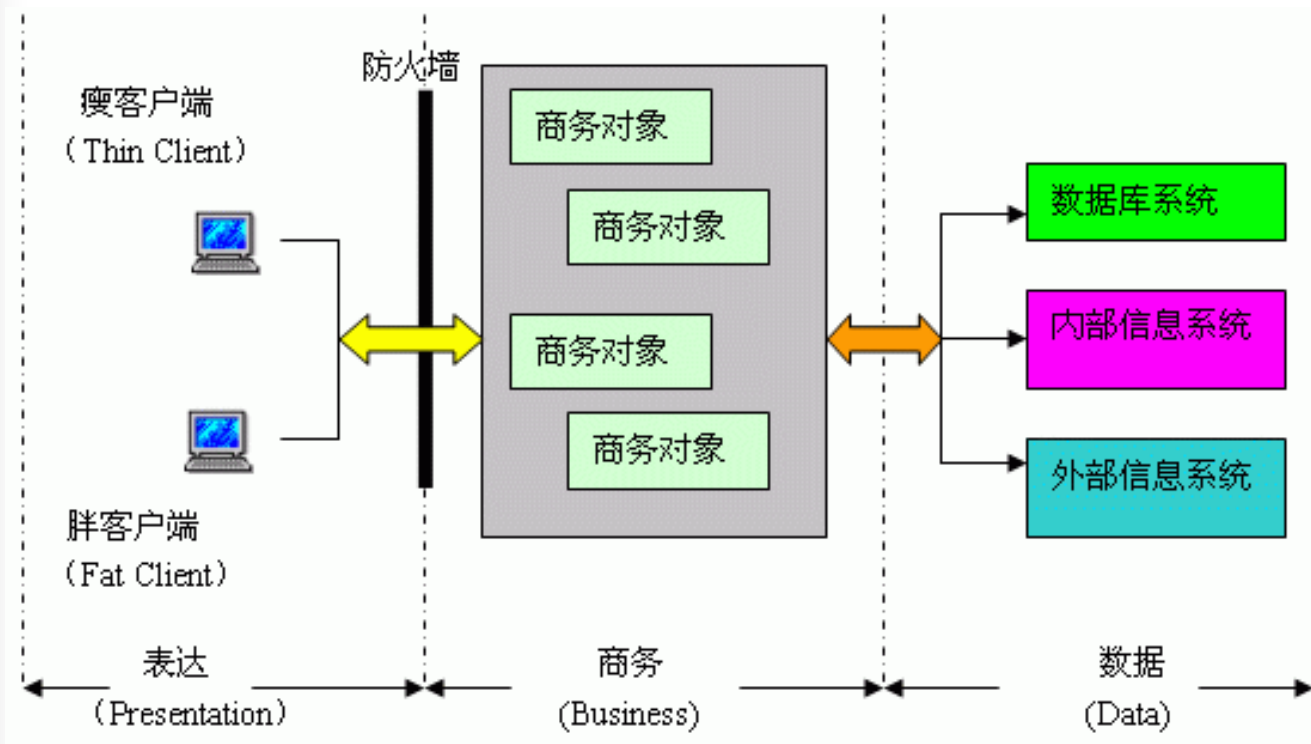 防火墙
瘦客户端
（Thin Client）
商务对象
商务对象
商务对象
商务对象
数据库系统
内部信息系统
外部信息系统
胖客户端
（Fat Client）
表达
（Presentation）
商务
(Business)
数据
(Data)